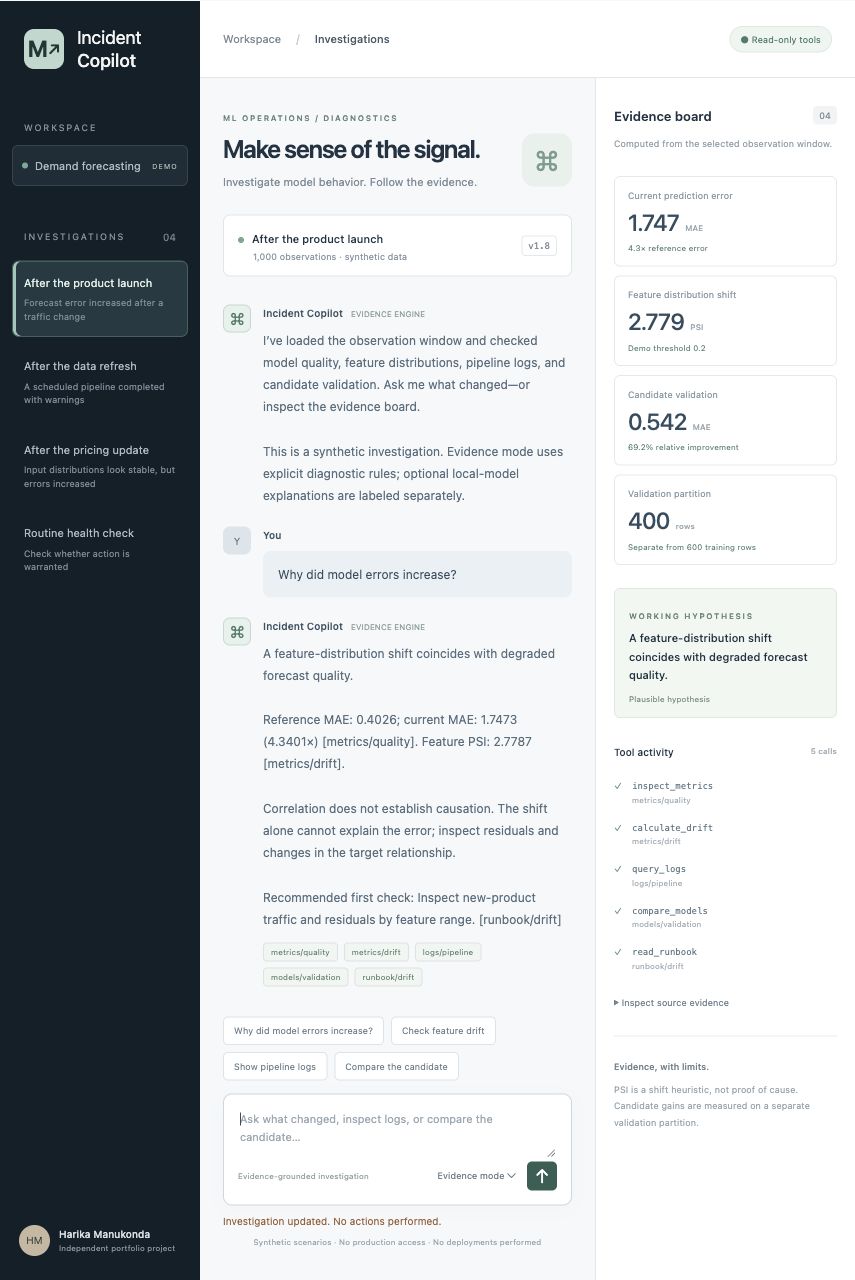 M↗
Incident
Copilot
WORKSPACE
Demand forecasting DEMO
INVESTIGATIONS 04
After the product launch
Forecast error increased after a
traffic change
After the data refresh
A scheduled pipeline completed
with warnings
After the pricing update
Input distributions look stable, but
errors increased
Routine health check
Check whether action is
warranted
HM
Harika Manukonda
Independent portfolio project
Workspace / Investigations
Read-only tools
ML OPERATIONS / DIAGNOSTICS
Make sense of the signal.
Investigate model behavior. Follow the evidence.
⌘
After the product launch
1,000 observations · synthetic data
v1.8
⌘
Incident Copilot EVIDENCE ENGINE
I’ve loaded the observation window and checked
model quality, feature distributions, pipeline logs, and
candidate validation. Ask me what changed—or
inspect the evidence board.
This is a synthetic investigation. Evidence mode uses
explicit diagnostic rules; optional local-model
explanations are labeled separately.
Y
You
Why did model errors increase?
⌘
Incident Copilot EVIDENCE ENGINE
A feature-distribution shift coincides with degraded
forecast quality.
Reference MAE: 0.4026; current MAE: 1.7473
(4.3401×) [metrics/quality]. Feature PSI: 2.7787
[metrics/drift].
Correlation does not establish causation. The shift
alone cannot explain the error; inspect residuals and
changes in the target relationship.
Recommended first check: Inspect new-product
traffic and residuals by feature range. [runbook/drift]
metrics/quality metrics/drift logs/pipeline
models/validation runbook/drift
Why did model errors increase? Check feature drift
Show pipeline logs Compare the candidate
Ask what changed, inspect logs, or compare the
candidate…
Evidence-grounded investigation Evidence mode
Investigation updated. No actions performed.
Synthetic scenarios · No production access · No deployments performed
Evidence board 04
Computed from the selected observation window.
Current prediction error
1.747 MAE
4.3× reference error
Feature distribution shift
2.779 PSI
Demo threshold 0.2
Candidate validation
0.542 MAE
69.2% relative improvement
Validation partition
400 rows
Separate from 600 training rows
WORKING HYPOTHESIS
A feature-distribution shift
coincides with degraded forecast
quality.
Plausible hypothesis
Tool activity 5 calls
✓ inspect_metrics
metrics/quality
✓ calculate_drift
metrics/drift
✓ query_logs
logs/pipeline
✓ compare_models
models/validation
✓ read_runbook
runbook/drift
Inspect source evidence
Evidence, with limits.
PSI is a shift heuristic, not proof of cause.
Candidate gains are measured on a separate
validation partition.